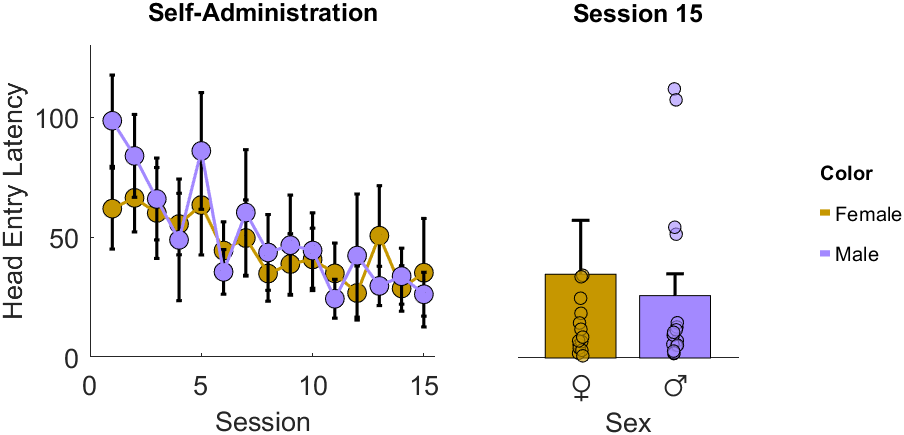 Self-Administration
Head Entry Latency
100
50
0
0 5 10 15
Session
Session 15
♀ ♂
Sex
Color
Female
Male